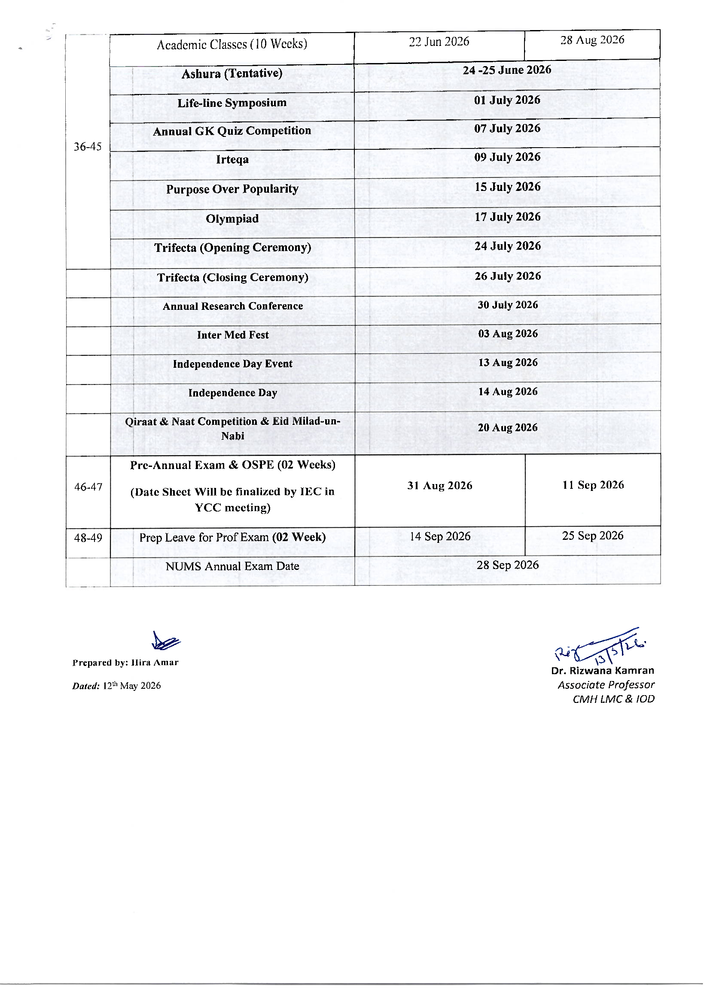 Academic Classes (10 Weeks) 22 Jun 2026 28 Aug 2026
Ashura (Tentative) 24 -25 June 2026
Life-line Symposium 01 July 2026
Annual GK Quiz Competition 07 July 2026
36-45
Irteqa 09 July 2026
Purpose Over Popularity 15 July 2026
Olympiad 17 July 2026
Trifecta (Opening Ceremony) 24 July 2026
Trifecta (Closing Ceremony) 26 July 2026
Annual Research Conference 30 July 2026
Inter Med Fest 03 Aug 2026
Independence Day Event 13 Aug 2026
Independence Day 14 Aug 2026
Qiraat & Naat Competition & Eid Milad-un-
Nabi
20 Aug 2026
Pre-Annual Exam & OSPE (02 Weeks)
46-47 31 Aug 2026 11 Sep 2026
(Date Sheet Will be finalized by IEC in
YCC meeting)
48-49 Prep Leave for Prof Exam (02 Week) 14 Sep 2026 25 Sep 2026
NUMS Annual Exam Date 28 Sep 2026
Riz
13/5/26.
Prepared by: Hira Amar
Dr. Rizwana Kamran
Dated: 12th May 2026
Associate Professor
CMH LMC & IOD